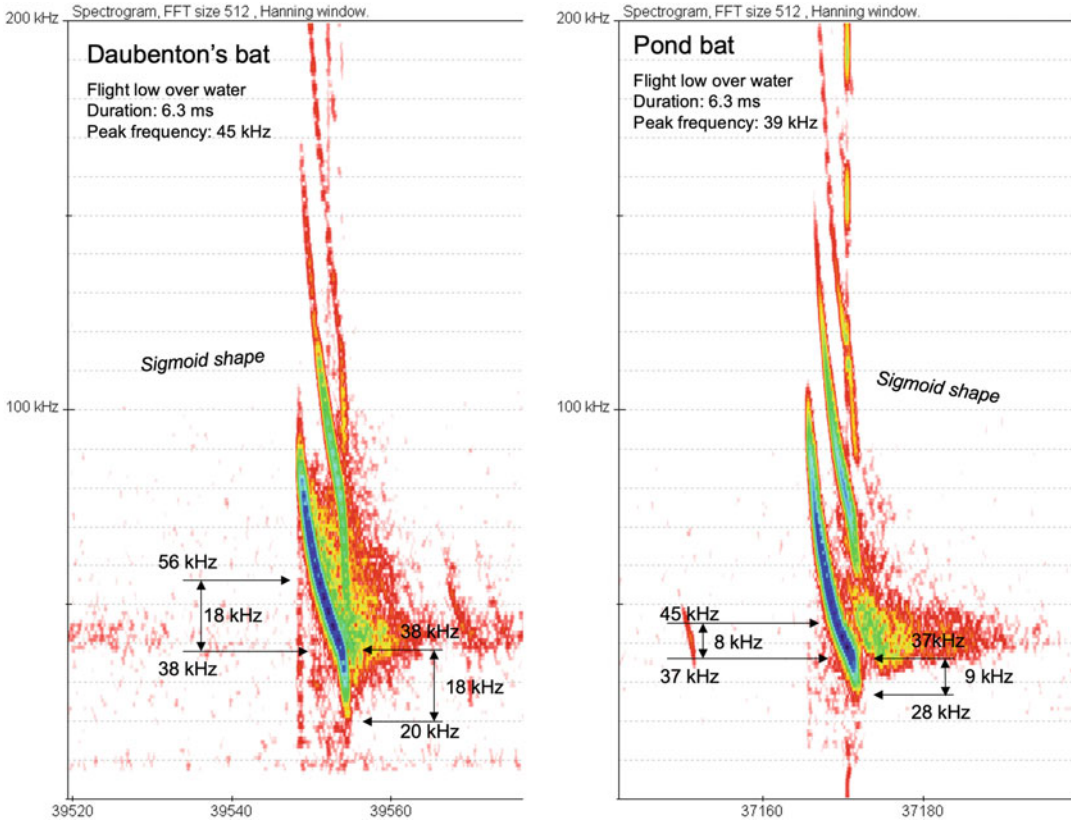 Spectrogram, FFT size 512 , Hanning window.
200 kHz
Daubenton's bat
Flight low over water
Duration: 6.3 ms
Peak frequency: 45 kHz
Sigmoid shape
100 kHz
56 kHz
18 kHz
38 kHz
38 kHz
18 kHz
20 kHz
39520
39540
39560
Spectrogram, FFT size 512 , Hanning window.
200 kHz
Pond bat
Flight low over water
Duration: 6.3 ms
Peak frequency: 39 kHz
Sigmoid shape
100 kHz
45 kHz
8 kHz
37 kHz
37kHz
9 kHz
28 kHz
37160
37180